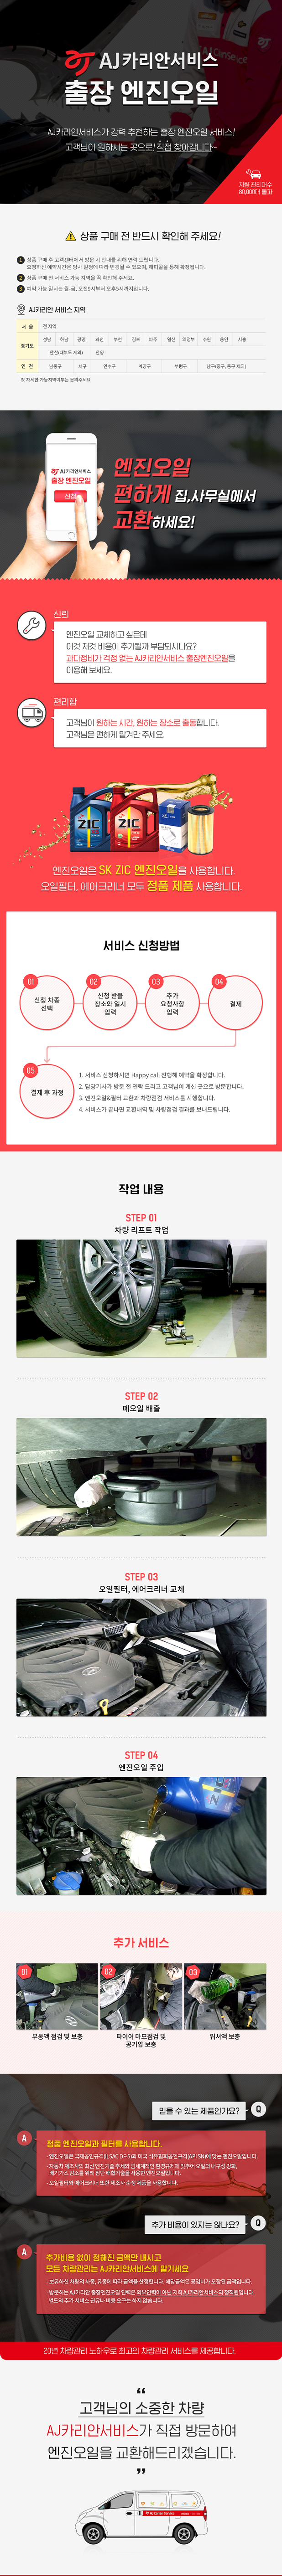 AJ카리안서비스
출장 엔진오일
AJ카리안서비스가 강력 추천하는 출장 엔진오일 서비스!
고객님이 원하시는 곳으로! 직접 찾아갑니다~
차량 관리대수
80,000대 돌파
상품 구매 전 반드시 확인해 주세요!
1 상품 구매 후 고객센터에서 방문 시 안내를 위해 연락 드립니다.
요청하신 예약시간은 당사 일정에 따라 변경될 수 있으며, 해피콜을 통해 확정됩니다.
2 상품 구매 전 서비스 가능 지역을 꼭 확인해 주세요.
3 예약 가능 일시는 월-금, 오전9시부터 오후5시까지입니다.
AJ카리안 서비스 지역
서 울 전 지역
경기도 성남 하남 광명 과천 부천 김포 파주 일산 의정부 수원 용인 시흥
안산(대부도 제외) 안양
인 천 남동구 서구 연수구 계양구 부평구 남구(중구, 동구 제외)
※ 자세한 가능지역여부는 문의주세요
AJ카리안서비스
출장 엔진오일
신청
엔진오일
편하게 집,사무실에서
교환하세요!
신뢰
엔진오일 교체하고 싶은데
이것 저것 비용이 추가될까 부담되시나요?
과다정비가 걱정 없는 AJ카리안서비스 출장엔진오일을
이용해 보세요.
편리함
고객님이 원하는 시간, 원하는 장소로 출동합니다.
고객님은 편하게 맡겨만 주세요.
ZIC
ZIC
엔진오일은 SK ZIC 엔진오일을 사용합니다.
오일필터, 에어크리너 모두 정품 제품 사용합니다.
서비스 신청방법
01
신청 차종
선택
02
신청 받을
장소와 일시
입력
03
추가
요청사항
입력
04
결제
05
결제 후 과정
1. 서비스 신청하시면 Happy call 진행해 예약을 확정합니다.
2. 담당기사가 방문 전 연락 드리고 고객님이 계신 곳으로 방문합니다.
3. 엔진오일&필터 교환과 차량점검 서비스를 시행합니다.
4. 서비스가 끝나면 교환내역 및 차량점검 결과를 보내드립니다.
작업 내용
STEP 01
차량 리프트 작업
STEP 02
폐오일 배출
STEP 03
오일필터, 에어크리너 교체
STEP 04
엔진오일 주입
추가 서비스
01
부동액 점검 및 보충
02
타이어 마모점검 및
공기압 보충
03
워셔액 보충
믿을 수 있는 제품인가요? Q
A 정품 엔진오일과 필터를 사용합니다.
- 엔진오일은 국제공인규격(ILSAC DF-5)과 미국 석유협회공인규격(API SN)에 맞는 엔진오일입니다.
- 자동차 제조사의 최신 엔진기술 추세와 범세계적인 환경규제에 맞추어 오일의 내구성 강화,
배기가스 감소를 위해 첨단 배합기술을 사용한 엔진오일입니다.
- 오일필터와 에어크리너 또한 제조사 순정 제품을 사용합니다.
추가 비용이 있지는 않나요? Q
A 추가비용 없이 정해진 금액만 내시고
모든 차량관리는 AJ카리안서비스에 맡기세요
- 보유하신 차량의 차종, 유종에 따라 금액을 산정합니다. 해당금액은 공임비가 포함된 금액입니다.
- 방문하는 AJ카리안 출장엔진오일 인력은 외부인력이 아닌 저희 AJ카리안서비스의 정직원입니다.
별도의 추가 서비스 권유나 비용 요구는 하지 않습니다.
20년 차량관리 노하우로 최고의 차량관리 서비스를 제공합니다.
“
고객님의 소중한 차량
AJ카리안서비스가 직접 방문하여
엔진오일을 교환해드리겠습니다.
”